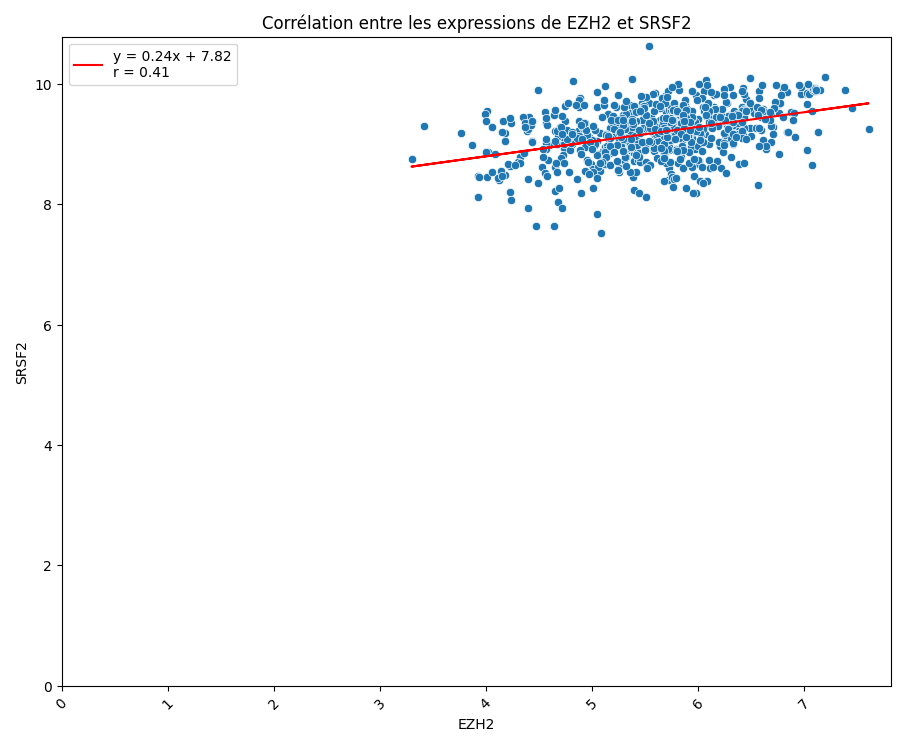 Corrélation entre les expressions de EZH2 et SRSF2
y = 0.24x + 7.82
r = 0.41
10
8
6
4
2
0
SRSF2
0
1
2
3
4
5
6
7
EZH2